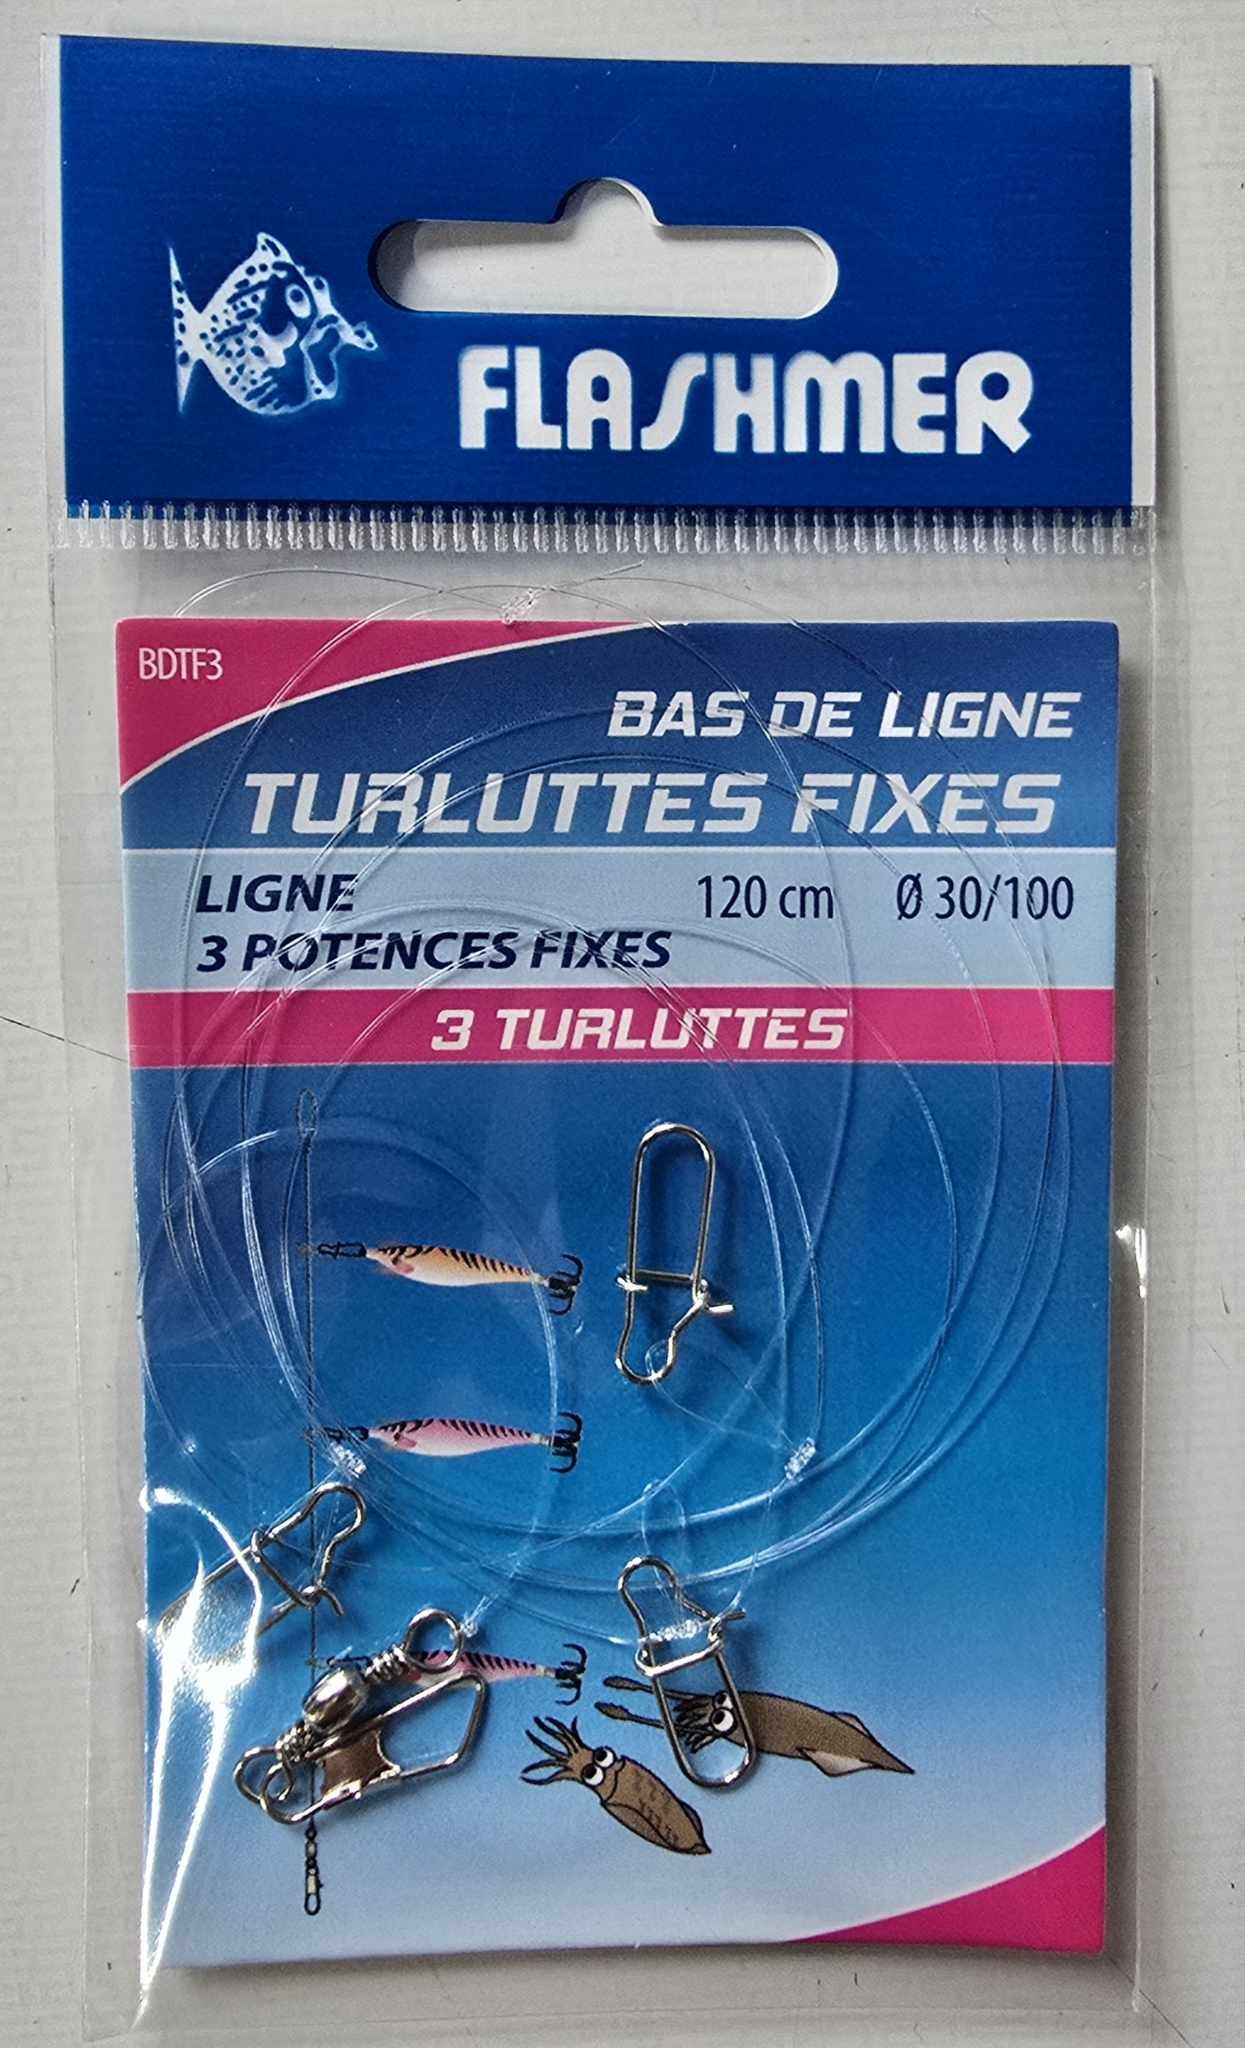 FLASHMER
BDTF3
BAS DE LIGNE
TURLUTTES FIXES
LIGNE 120 cm Ø 30/100
3 POTENCES FIXES
3 TURLUTTES